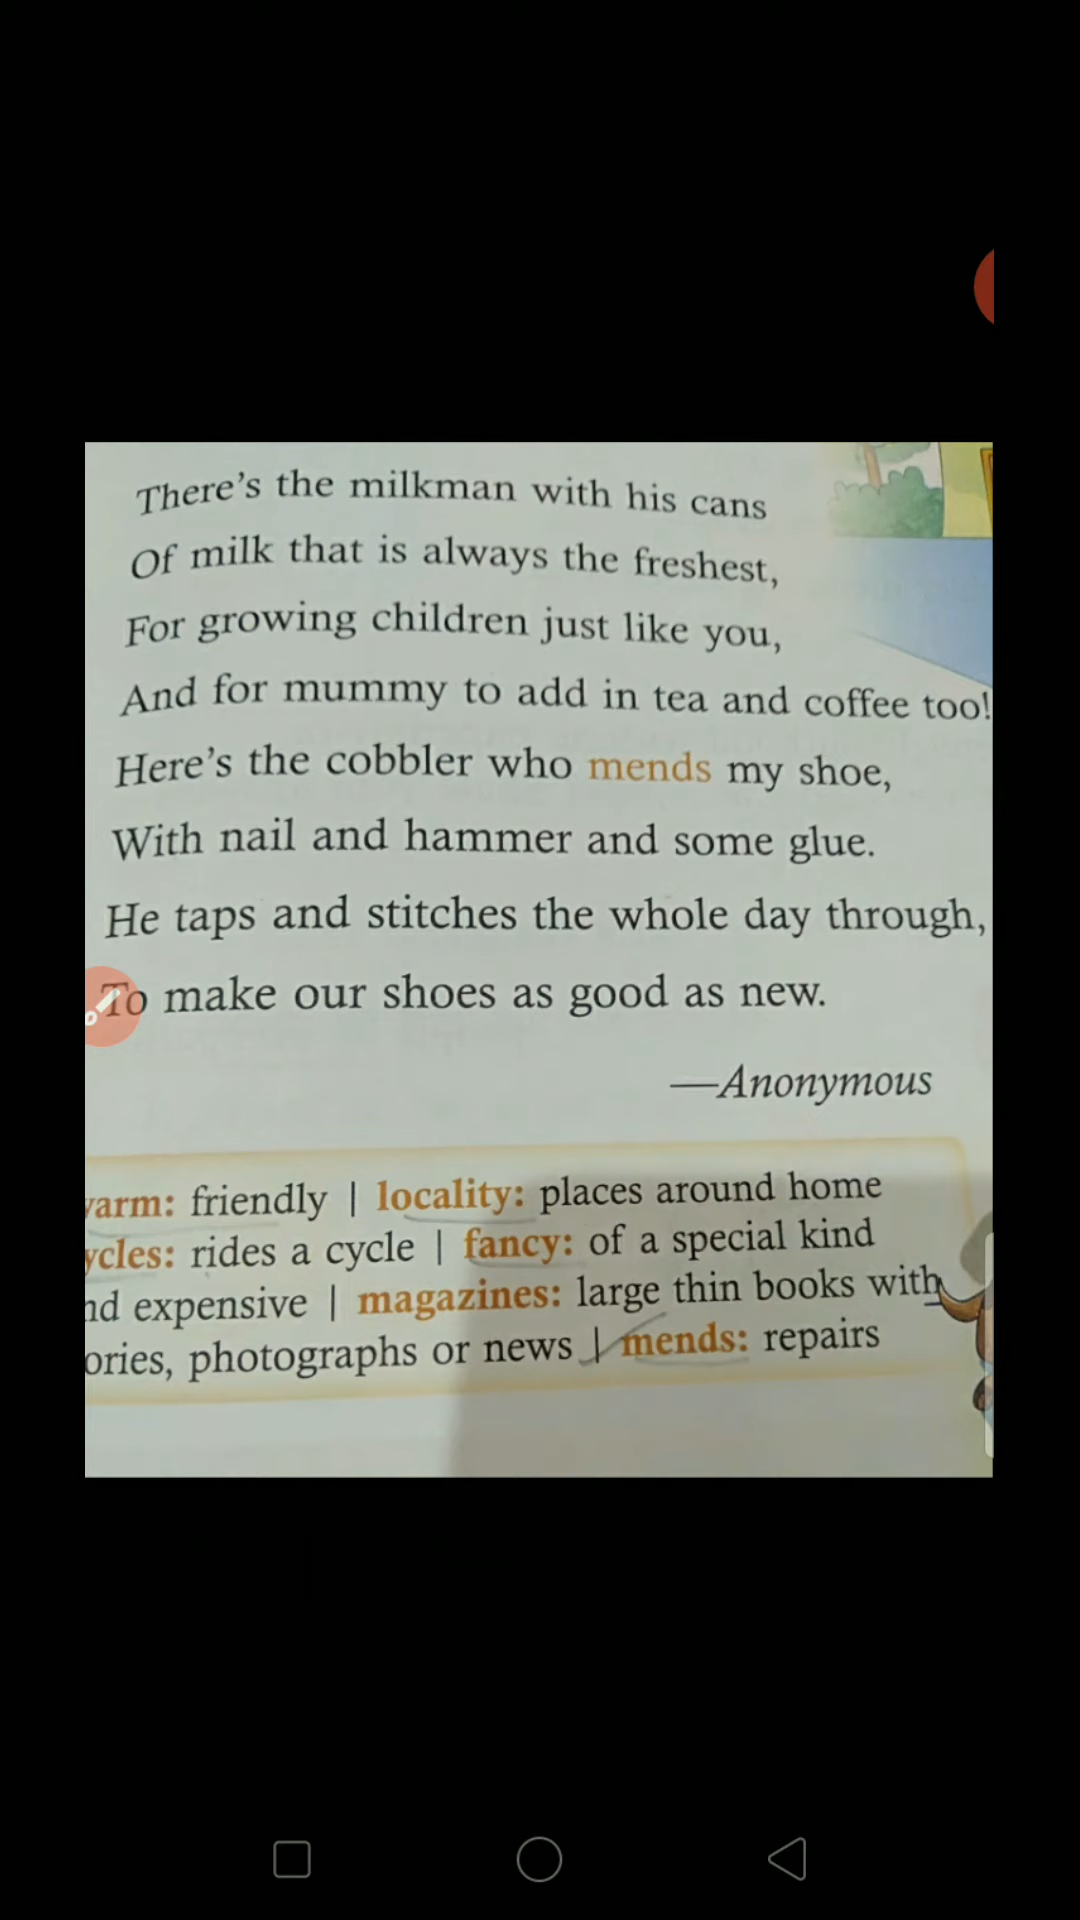 There's the milkman with his cans
Of milk that is always the freshest,
For growing children just like you,
And for mummy to add in tea and coffee too!
Here's the cobbler who mends my shoe,
With nail and hammer and some glue.
He taps and stitches the whole day through,
To make our shoes as good as new.
—Anonymous
friendly | locality: places around home
rides a cycle | fancy: of a special kind
expensive | magazines: large thin books with
photographs or news | mends: repairs